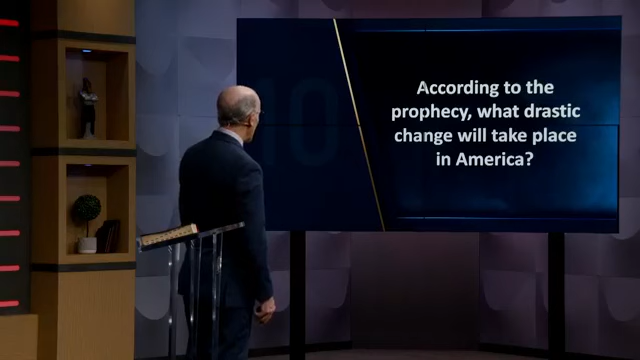 According to the
prophecy, what drastic
change will take place
in America?